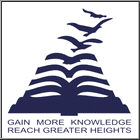 GAIN MORE KNOWLEDGE
REACH GREATER HEIGHTS